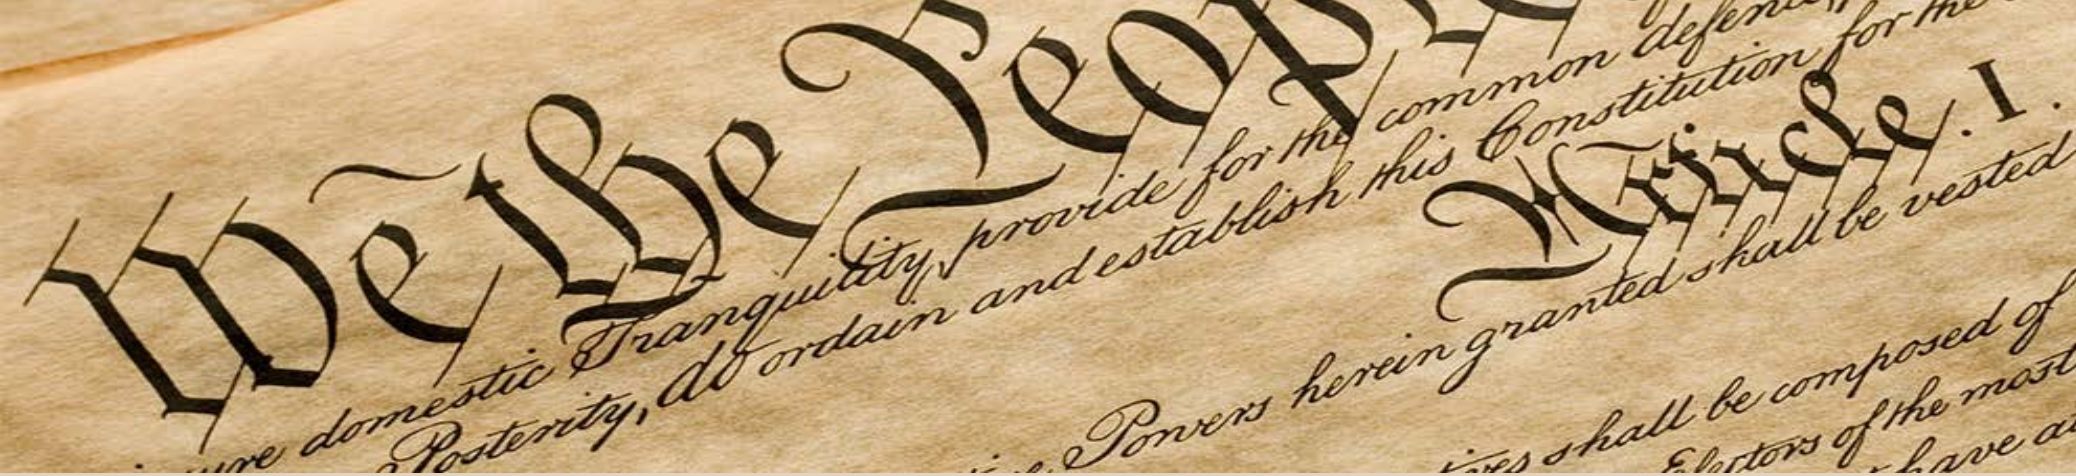 We the People
insure domestic Tranquility, provide for the common defence,
Posterity, do ordain and establish this Constitution for the
Article. I.
Powers herein granted shall be vested
shall be composed of
Electors of the most
have